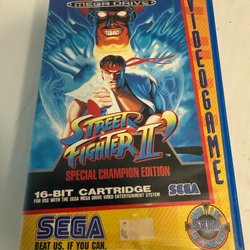 MEGA DRIVE
VIDEOGAME
STREET
FIGHTER II'
SPECIAL CHAMPION EDITION
16-BIT CARTRIDGE
FOR USE WITH THE SEGA MEGA DRIVE VIDEO ENTERTAINMENT SYSTEM
SEGA
SEGA
BEAT US. IF YOU CAN.